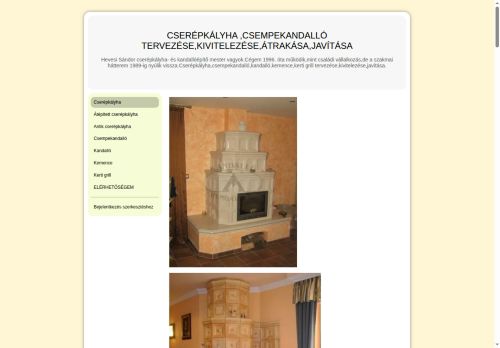 CSERÉPKÁLYHA ,CSEMPEKANDALLÓ
TERVEZÉSE,KIVITELEZÉSE,ÁTRAKÁSA,JAVÍTÁSA
Hevesi Sándor cserépkályha- és kandallóépítő mester vagyok.Cégem 1996. óta működik,mint családi vállalkozás,de a szakmai
hátterem 1989-ig nyúlik vissza.Cserépkályha,csempekandalló,kandalló,kemence,kerti grill tervezése,kivitelezése,javítása.
Cserépkályha
Átépített cserépkályha
Antik cserépkályha
Csempekandalló
Kandalló
Kemence
Kerti grill
ELÉRHETŐSÉGEM
Bejelentkezés szerkesztéshez